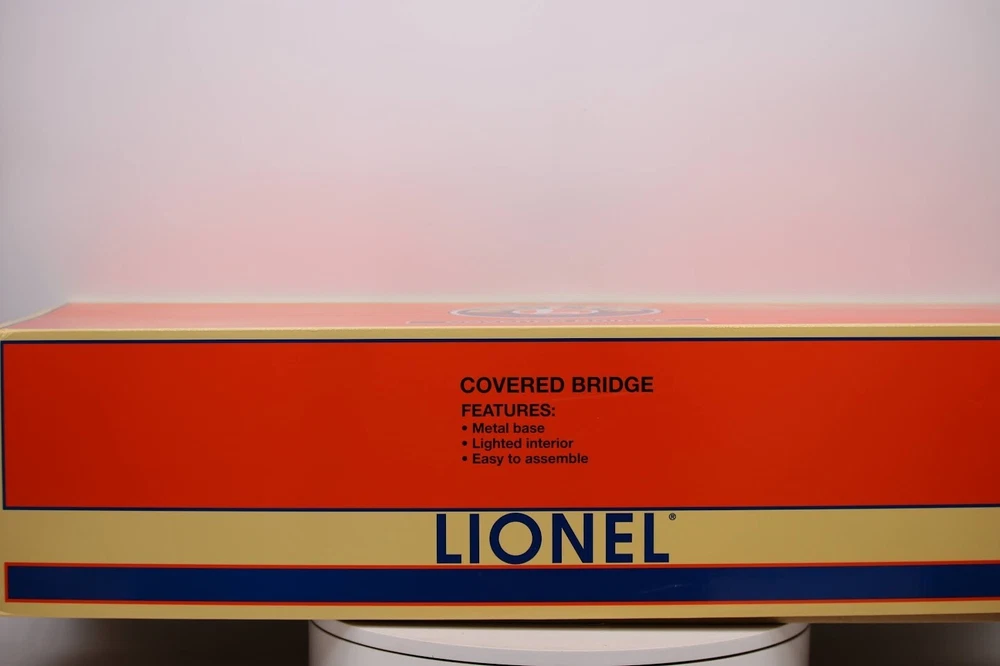 COVERED BRIDGE
FEATURES:
• Metal base
• Lighted interior
• Easy to assemble
LIONEL®